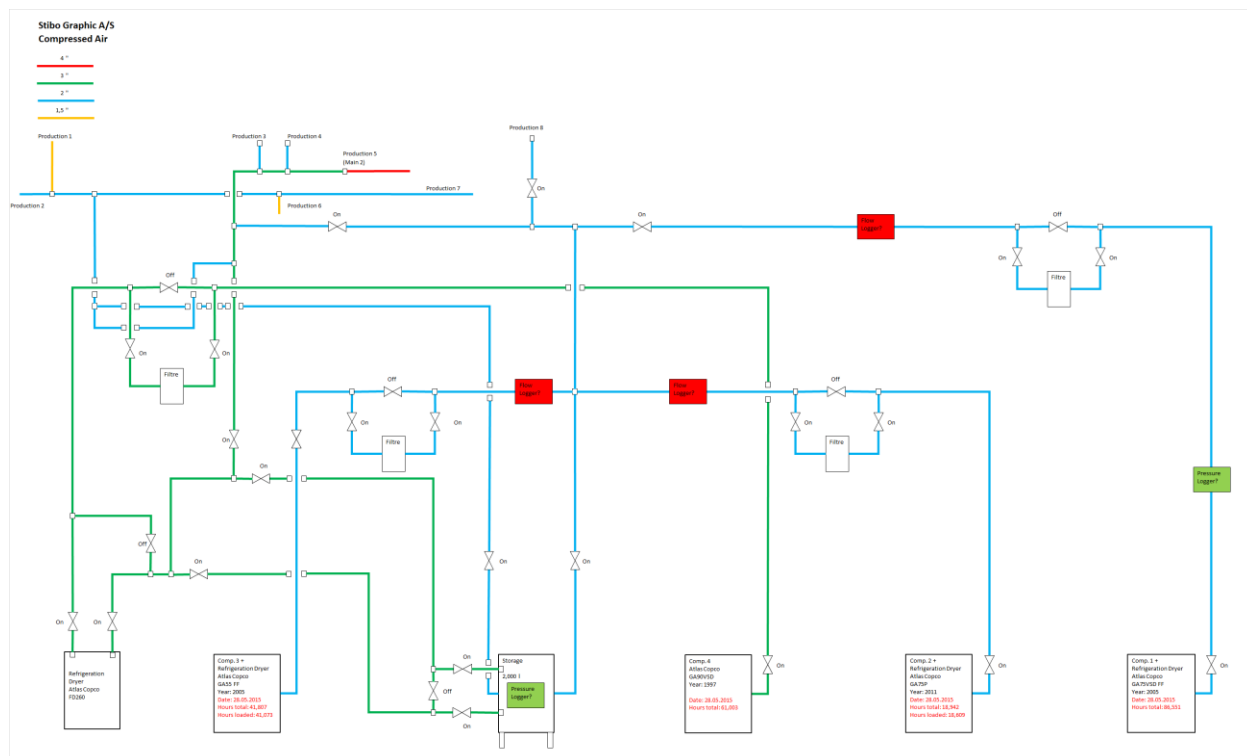 Stibo Graphic A/S
Compressed Air
4 "
3 "
2 "
1,5 "
Production 1
Production 3
Production 4
Production 8
Production 5
(Main 2)
Production 7
Production 2
Production 6
On
On
On
Flow
Logger?
Off
On
On
Filtre
Off
On
On
Filtre
Off
On
On
Filtre
Flow
Logger?
Flow
Logger?
Off
On
On
Filtre
On
On
Pressure
Logger?
Off
On
On
On
On
On
Refrigeration
Dryer
Atlas Copco
FD260
Comp. 3 +
Refrigeration Dryer
Atlas Copco
GA55 FF
Year: 2005
Date: 28.05.2015
Hours total: 41,807
Hours loaded: 41,673
On
Off
On
Storage
2,000 l
Pressure
Logger?
Comp. 4
Atlas Copco
GA90VSD
Year: 1997
Date: 28.05.2015
Hours total: 61,003
On
Comp. 2 +
Refrigeration Dryer
Atlas Copco
GA75P
Year: 2011
Date: 28.05.2015
Hours total: 18,942
Hours loaded: 18,609
On
Comp. 1 +
Refrigeration Dryer
Atlas Copco
GA75VSD FF
Year: 2005
Date: 28.05.2015
Hours total: 86,551
On